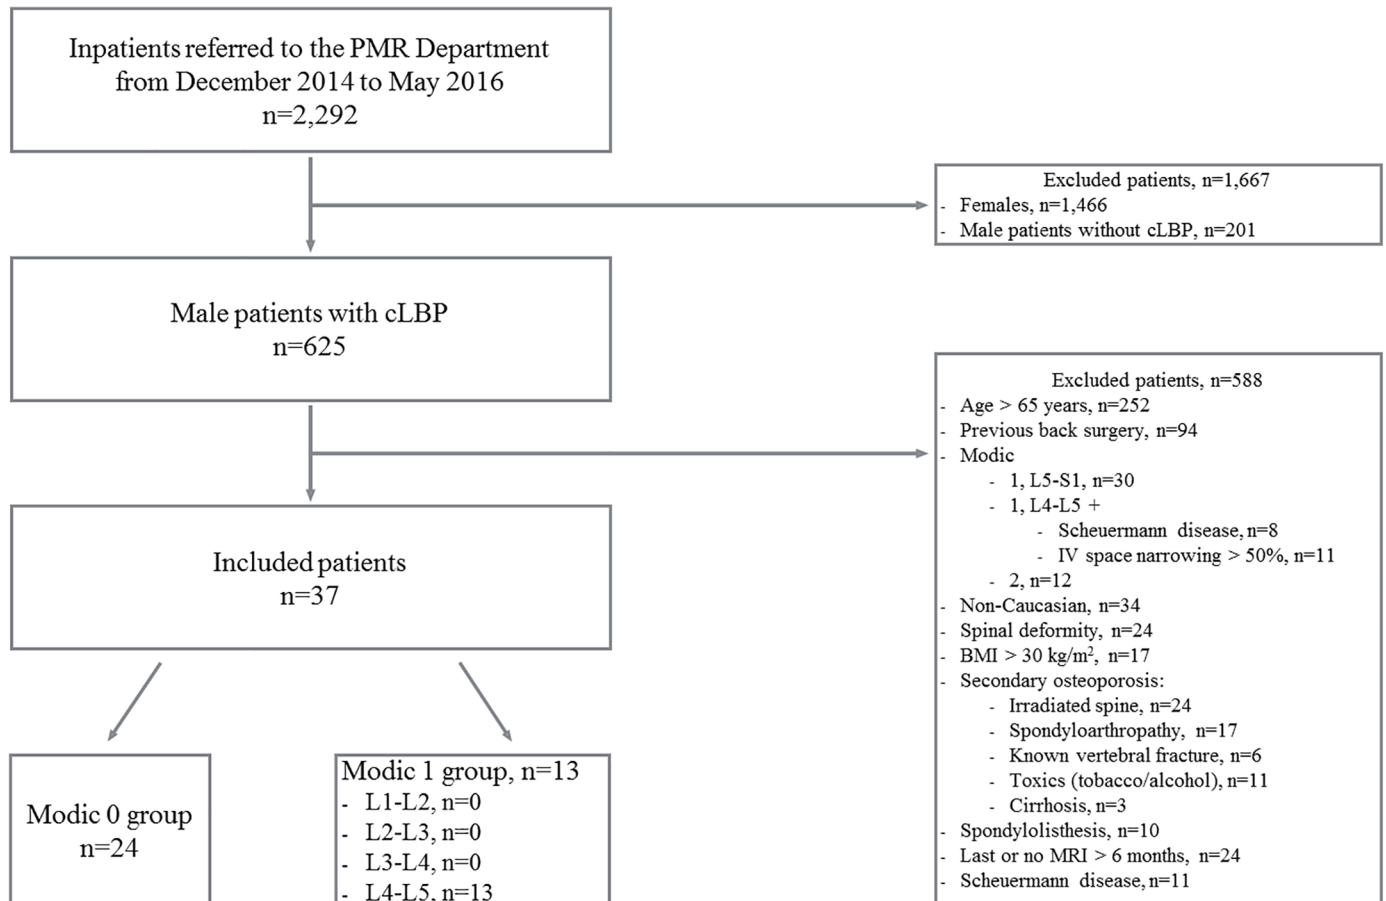 Inpatients referred to the PMR Department
from December 2014 to May 2016
n=2,292
Excluded patients, n=1,667
- Females, n=1,466
- Male patients without cLBP, n=201
Male patients with cLBP
n=625
Excluded patients, n=588
- Age > 65 years, n=252
- Previous back surgery, n=94
- Modic
- 1, L5-S1, n=30
- 1, L4-L5 +
- Scheuermann disease, n=8
- IV space narrowing > 50%, n=11
- 2, n=12
- Non-Caucasian, n=34
- Spinal deformity, n=24
- BMI > 30 kg/m², n=17
- Secondary osteoporosis:
- Irradiated spine, n=24
- Spondyloarthropathy, n=17
- Known vertebral fracture, n=6
- Toxics (tobacco/alcohol), n=11
- Cirrhosis, n=3
- Spondylolisthesis, n=10
- Last or no MRI > 6 months, n=24
- Scheuermann disease, n=11
Included patients
n=37
Modic 0 group
n=24
Modic 1 group, n=13
- L1-L2, n=0
- L2-L3, n=0
- L3-L4, n=0
- L4-L5, n=13